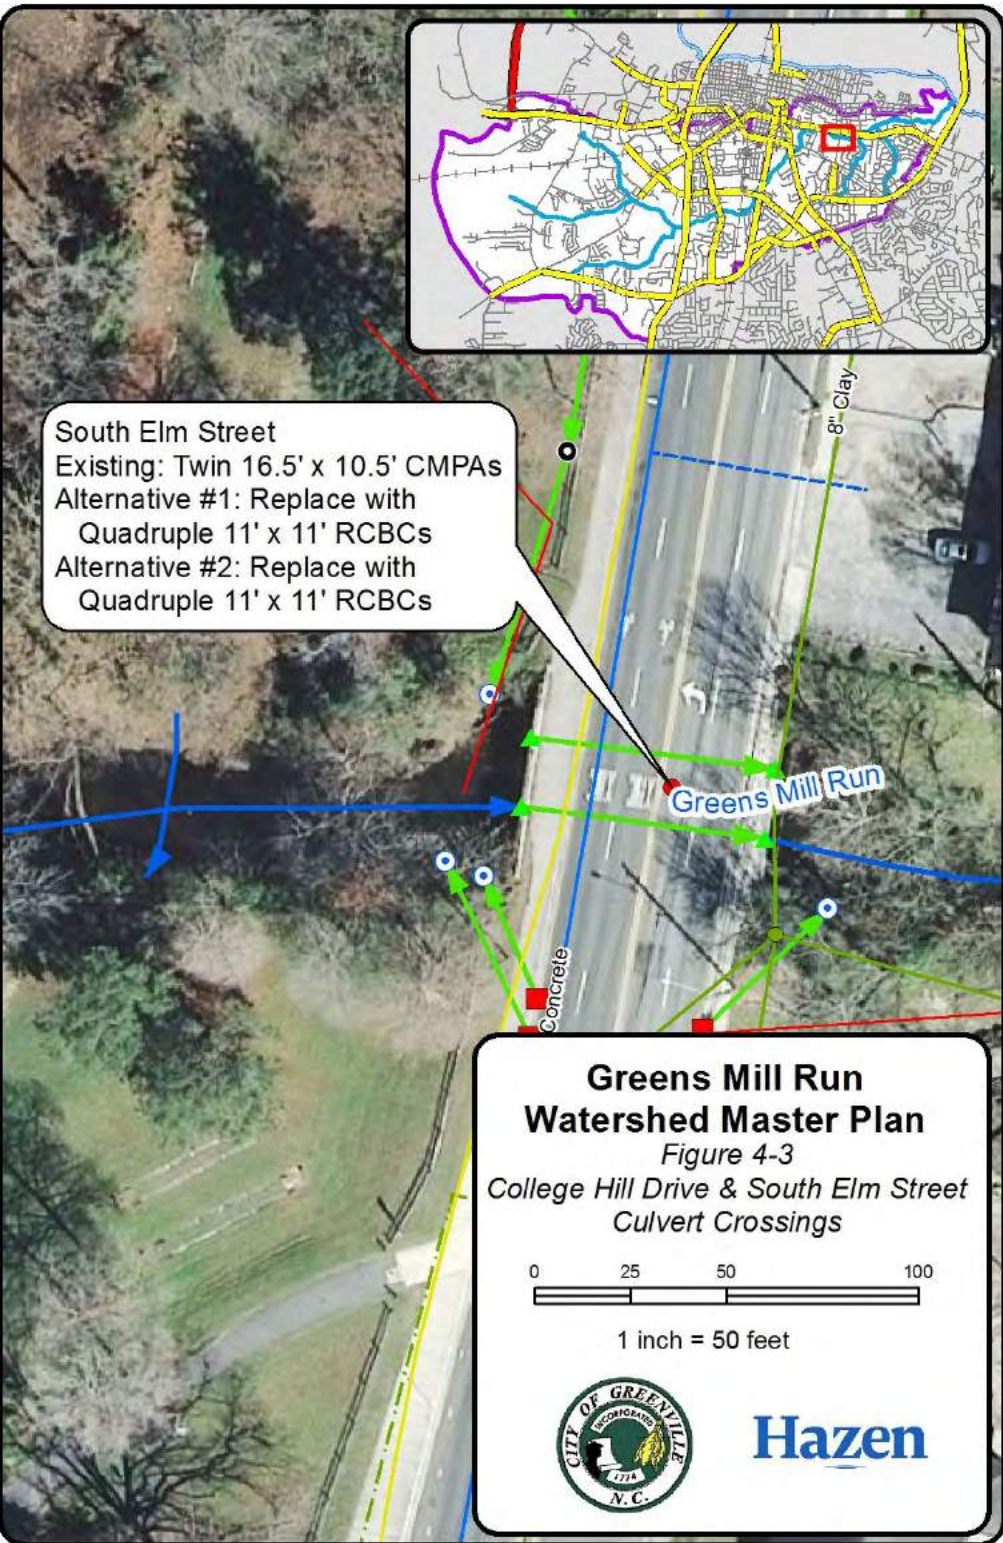 South Elm Street
Existing: Twin 16.5' x 10.5' CMPAs
Alternative #1: Replace with
Quadruple 11' x 11' RCBCs
Alternative #2: Replace with
Quadruple 11' x 11' RCBCs
8" Clay
Greens Mill Run
Concrete
Greens Mill Run
Watershed Master Plan
Figure 4-3
College Hill Drive & South Elm Street
Culvert Crossings
0 25 50 100
1 inch = 50 feet
CITY OF GREENVILLE
INCORPORATED
1774
N.C.
Hazen